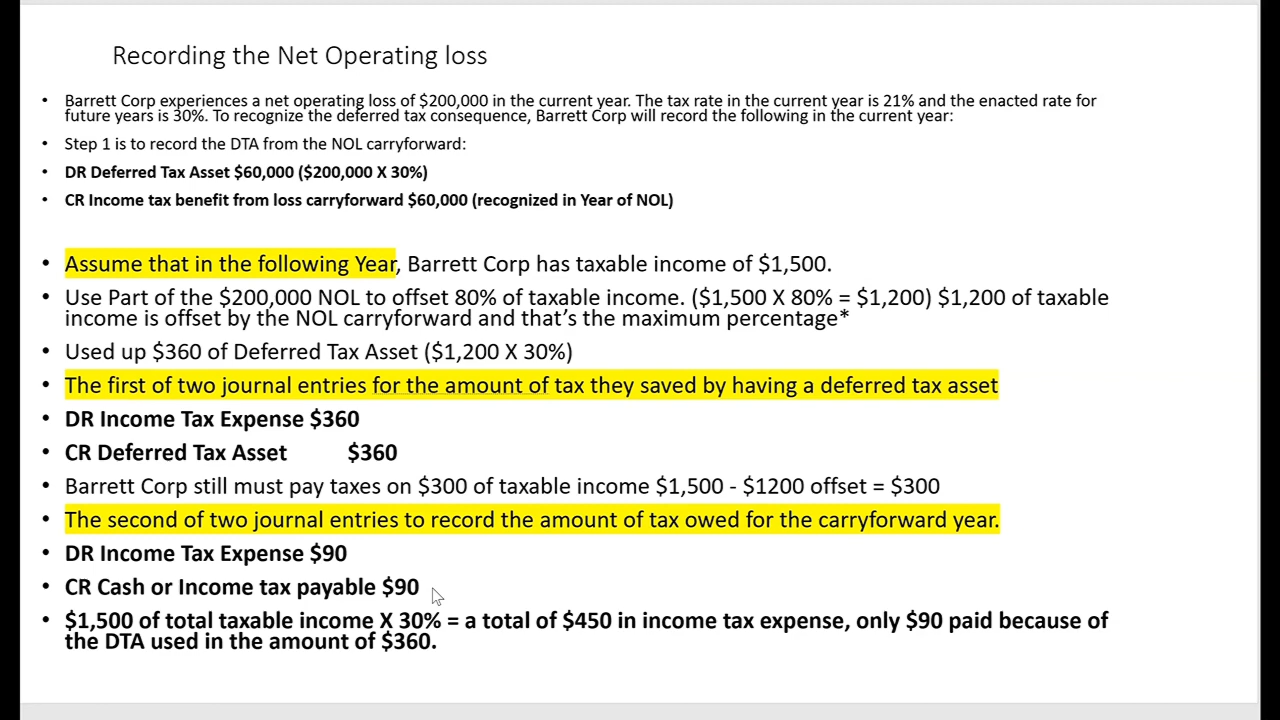 Recording the Net Operating loss
• Barrett Corp experiences a net operating loss of $200,000 in the current year. The tax rate in the current year is 21% and the enacted rate for
future years is 30%. To recognize the deferred tax consequence, Barrett Corp will record the following in the current year:
• Step 1 is to record the DTA from the NOL carryforward:
• DR Deferred Tax Asset $60,000 ($200,000 X 30%)
• CR Income tax benefit from loss carryforward $60,000 (recognized in Year of NOL)
• Assume that in the following Year, Barrett Corp has taxable income of $1,500.
• Use Part of the $200,000 NOL to offset 80% of taxable income. ($1,500 X 80% = $1,200) $1,200 of taxable
income is offset by the NOL carryforward and that’s the maximum percentage*
• Used up $360 of Deferred Tax Asset ($1,200 X 30%)
• The first of two journal entries for the amount of tax they saved by having a deferred tax asset
• DR Income Tax Expense $360
• CR Deferred Tax Asset $360
• Barrett Corp still must pay taxes on $300 of taxable income $1,500 - $1200 offset = $300
• The second of two journal entries to record the amount of tax owed for the carryforward year.
• DR Income Tax Expense $90
• CR Cash or Income tax payable $90
• $1,500 of total taxable income X 30% = a total of $450 in income tax expense, only $90 paid because of
the DTA used in the amount of $360.